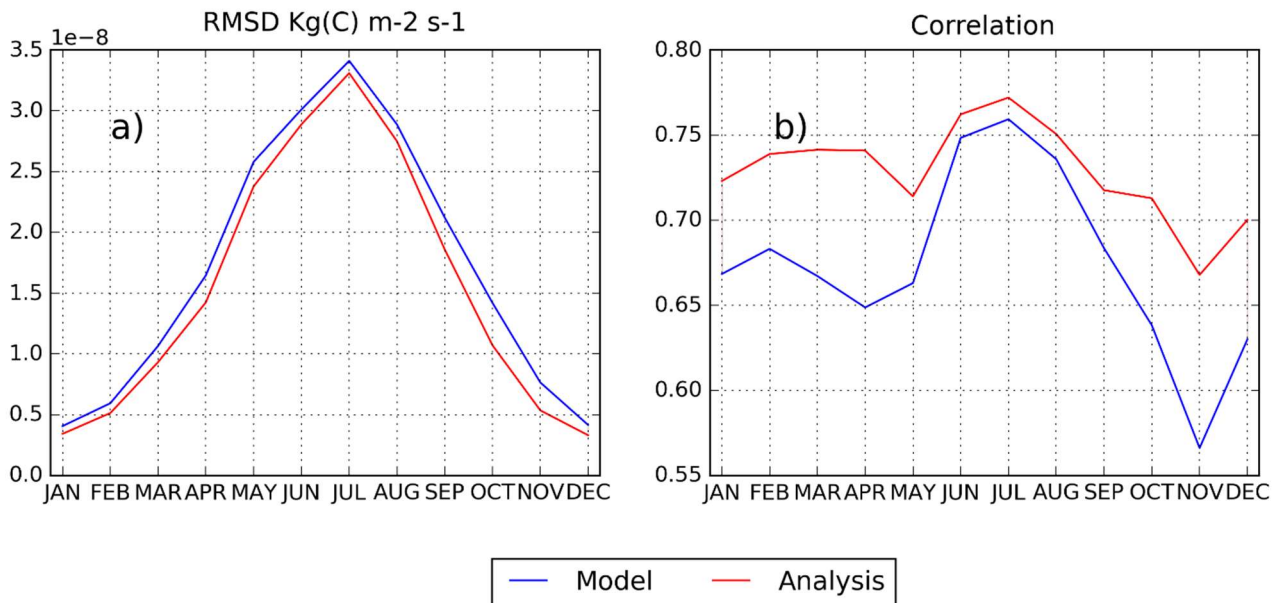 RMSD Kg(C) m-2 s-1
1e−8
3.5
3.0
2.5
2.0
1.5
1.0
0.5
0.0
a)
JAN FEB MAR APR MAY JUN JUL AUG SEP OCT NOV DEC
Correlation
0.80
0.75
0.70
0.65
0.60
0.55
b)
JAN FEB MAR APR MAY JUN JUL AUG SEP OCT NOV DEC
Model Analysis